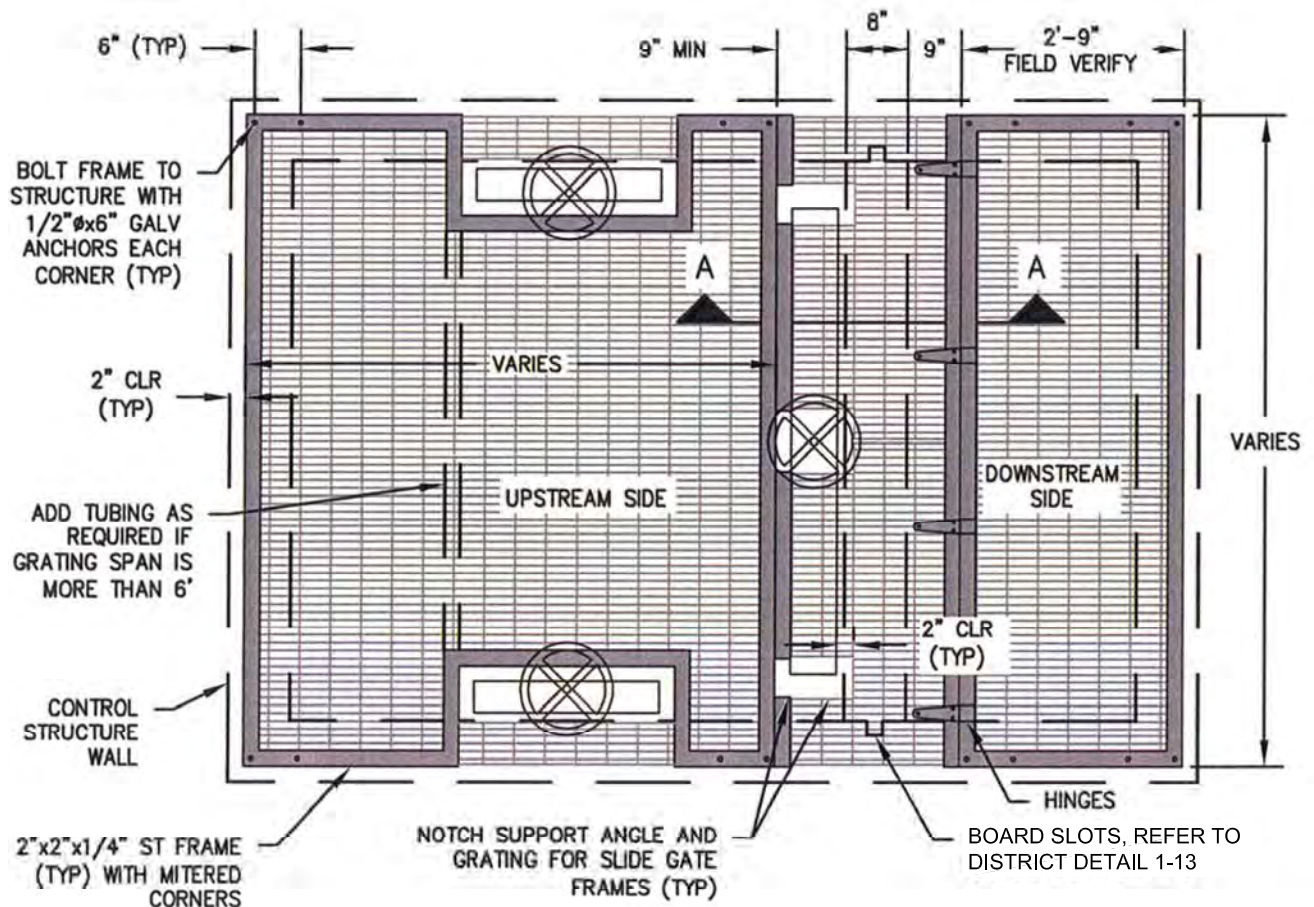 6" (TYP)
9" MIN
8"
9"
2'-9"
FIELD VERIFY
BOLT FRAME TO
STRUCTURE WITH
1/2"øx6" GALV
ANCHORS EACH
CORNER (TYP)
A
A
VARIES
2" CLR
(TYP)
VARIES
UPSTREAM SIDE
DOWNSTREAM
SIDE
ADD TUBING AS
REQUIRED IF
GRATING SPAN IS
MORE THAN 6'
2" CLR
(TYP)
CONTROL
STRUCTURE
WALL
HINGES
2"x2"x1/4" ST FRAME
(TYP) WITH MITERED
CORNERS
NOTCH SUPPORT ANGLE AND
GRATING FOR SLIDE GATE
FRAMES (TYP)
BOARD SLOTS, REFER TO
DISTRICT DETAIL 1-13